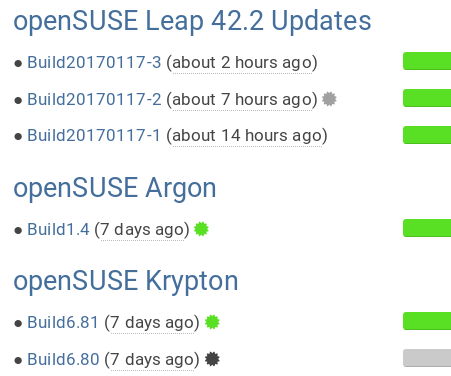 openSUSE Leap 42.2 Updates
Build20170117-3 (about 2 hours ago)
Build20170117-2 (about 7 hours ago)
Build20170117-1 (about 14 hours ago)
openSUSE Argon
Build1.4 (7 days ago)
openSUSE Krypton
Build6.81 (7 days ago)
Build6.80 (7 days ago)